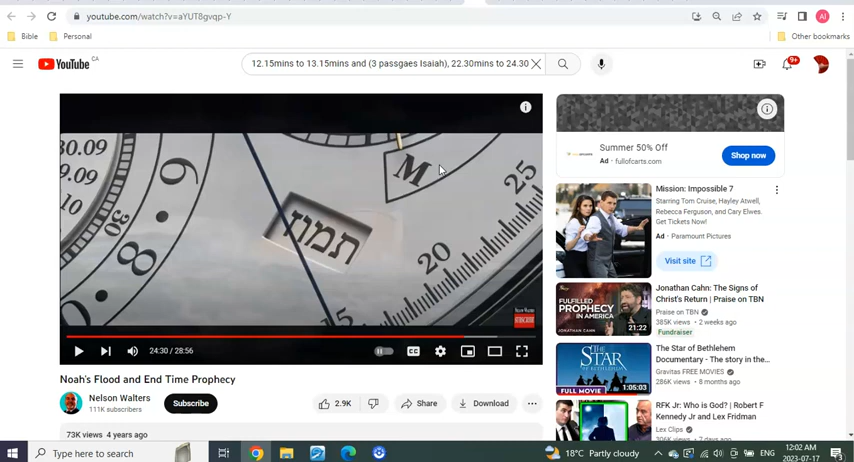 youtube.com/watch?v=aYUT8gvqp-Y
Bible
Personal
Other bookmarks
YouTube CA
12.15mins to 13.15mins and (3 passgaes Isaiah), 22.30mins to 24.30
9+
30.09
9.09
10
30
6
8
M
25
20
15
תמוז
SUBSCRIBE
24:30 / 28:56
CC
Noah's Flood and End Time Prophecy
Nelson Walters
111K subscribers
Subscribe
2.9K
Share
Download
73K views 4 years ago
Summer 50% Off
Ad · fullofcarts.com
Shop now
Mission: Impossible 7
Starring Tom Cruise, Hayley Atwell,
Rebecca Ferguson, and Cary Elwes.
Get Tickets Now!
Ad · Paramount Pictures
Visit site
FULFILLED
PROPHECY
IN AMERICA
JONATHAN CAHN
21:22
Jonathan Cahn: The Signs of
Christ's Return | Praise on TBN
Praise on TBN
385K views · 2 weeks ago
Fundraiser
THE STAR
OF BETHLEHEM
FULL MOVIE
1:05:03
The Star of Bethlehem
Documentary - The story in the...
Gravitas FREE MOVIES
286K views · 8 months ago
RFK Jr: Who is God? | Robert F
Kennedy Jr and Lex Fridman
Lex Clips
Type here to search
18°C Partly cloudy
ENG
12:02 AM
2023-07-17
3